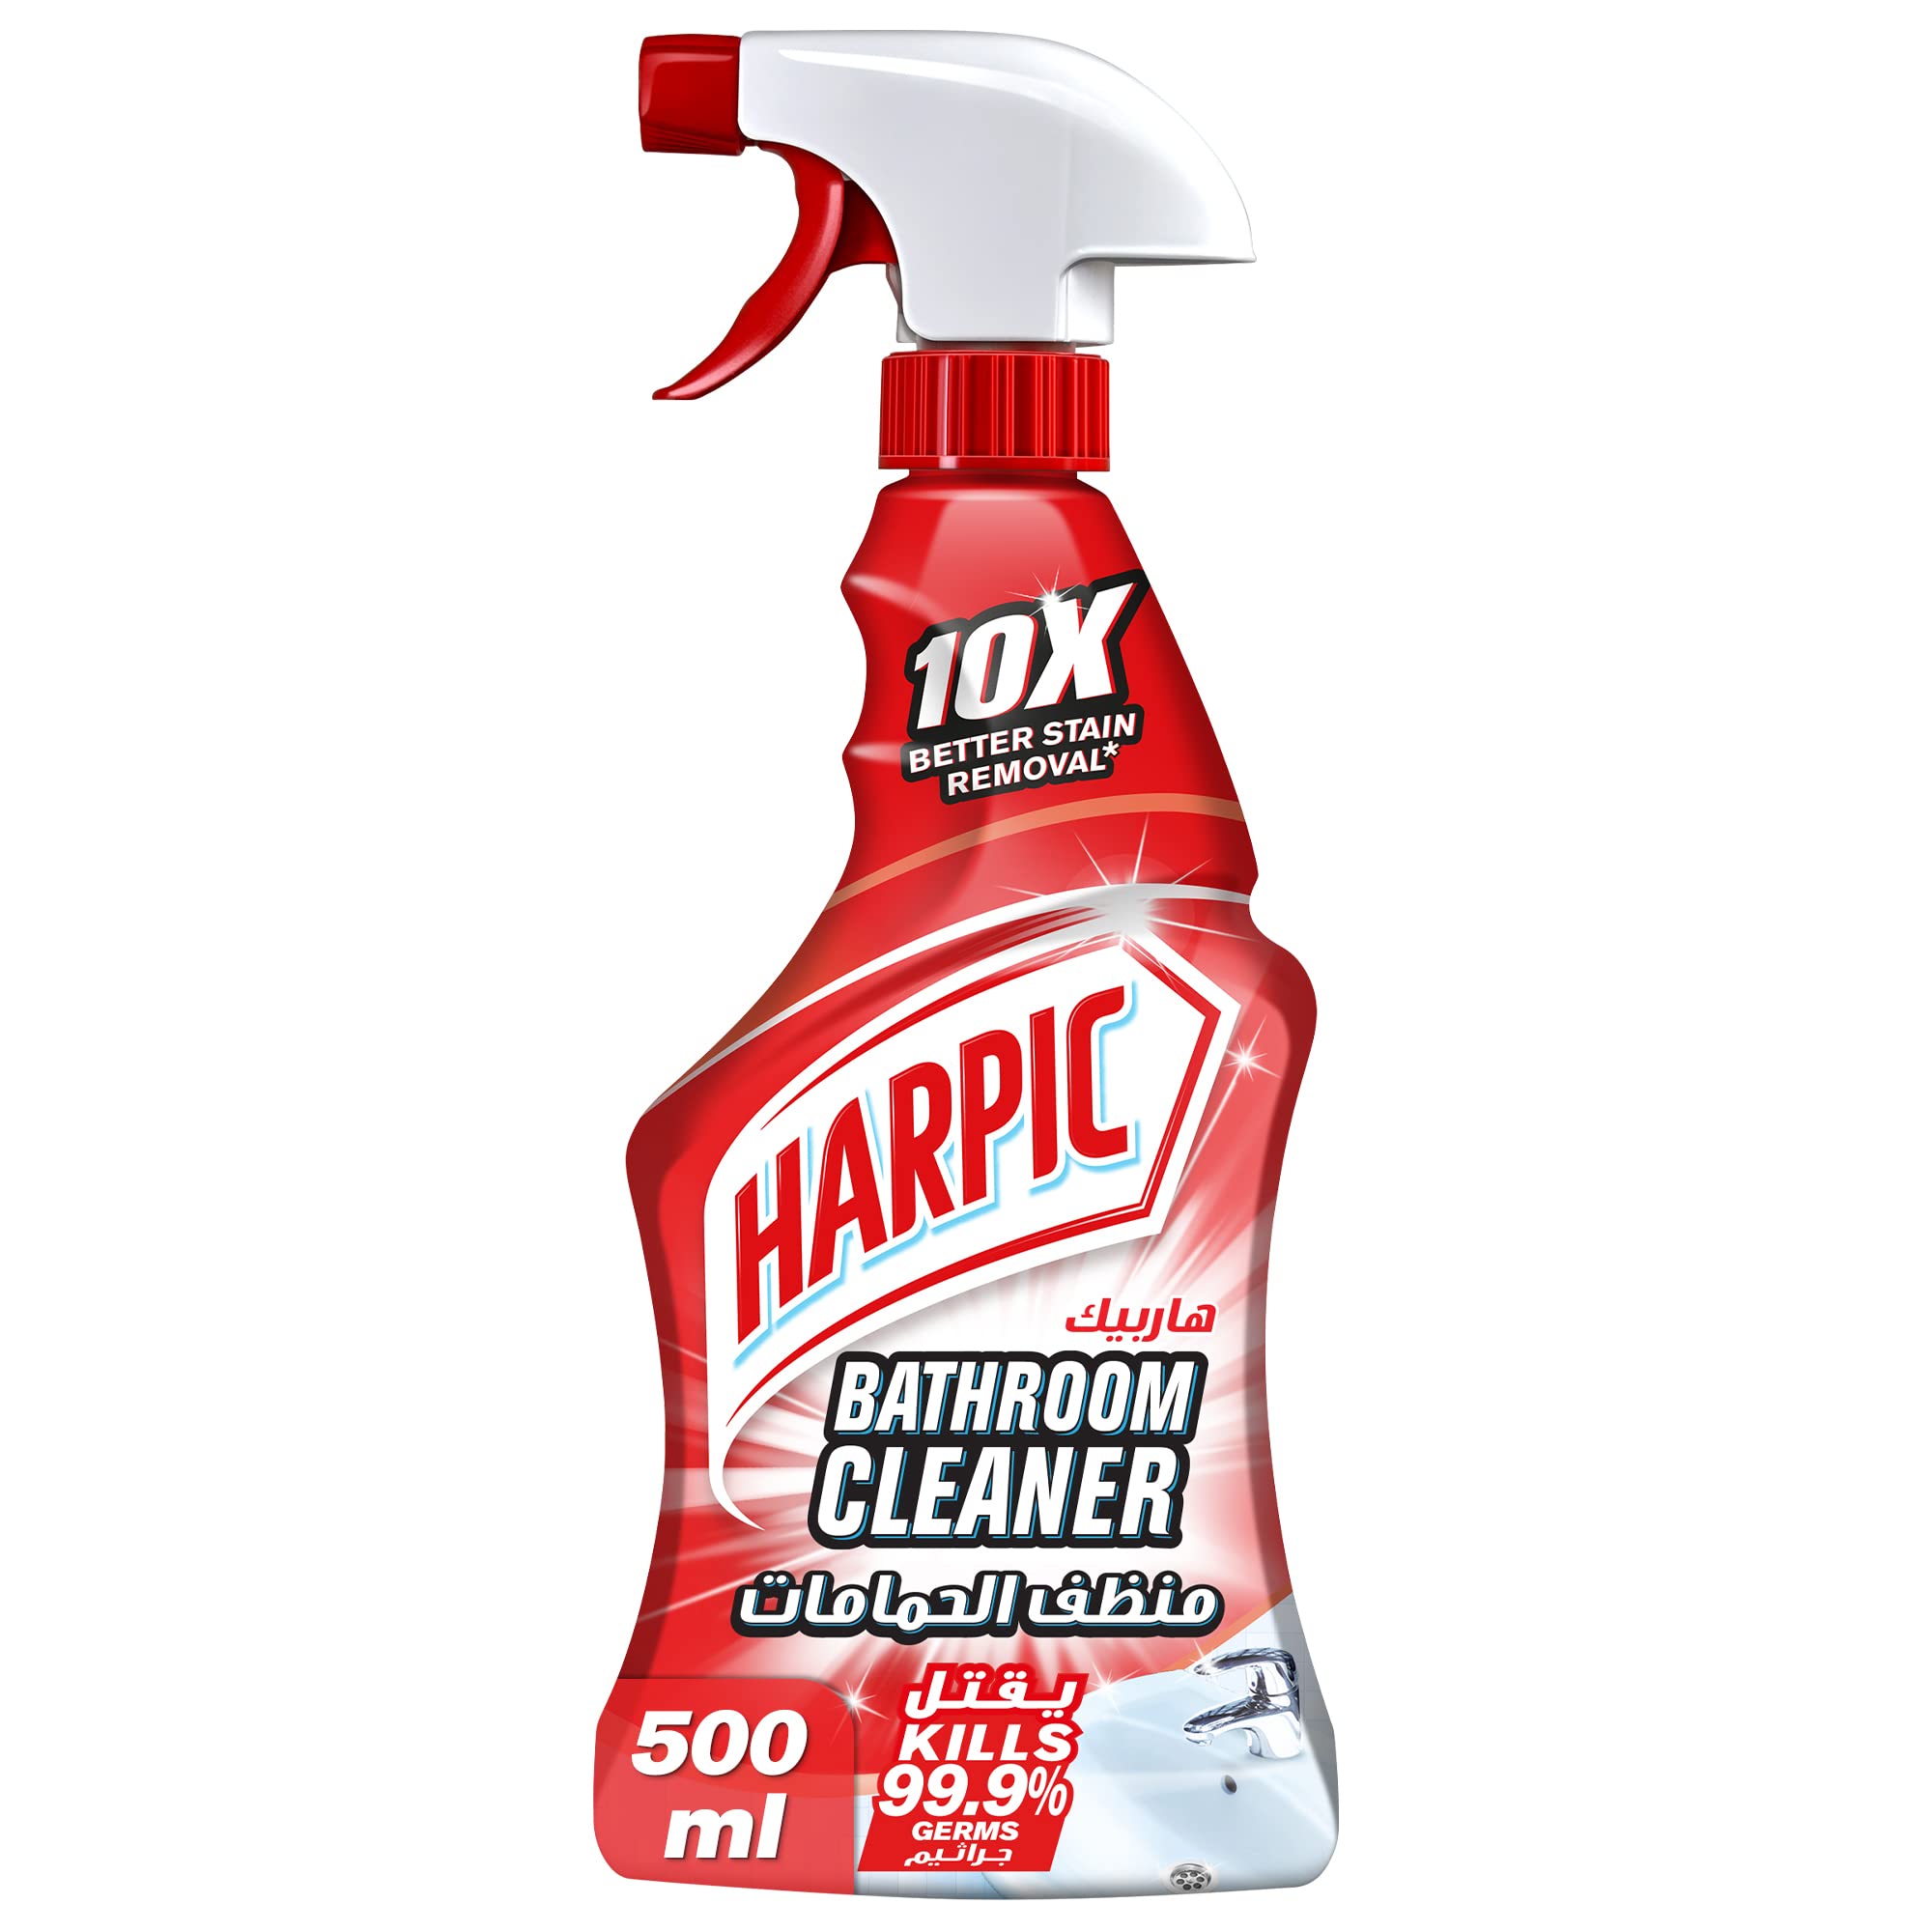 10X
BETTER STAIN
REMOVAL*
HARPIC
هاربيك
BATHROOM
CLEANER
منظف الحمامات
500
ml
يقتل
KILLS
99.9%
GERMS
جراثيم